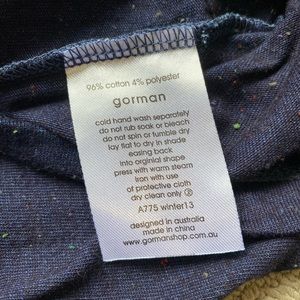 96% cotton 4% polyester
gorman
cold hand wash separately
do not rub soak or bleach
do not spin or tumble dry
lay flat to dry in shade
easing back
into orginial shape
press with warm steam
iron with use
of protective cloth
dry clean only Ⓟ
A775 winter13
designed in australia
made in china
www.gormanshop.com.au